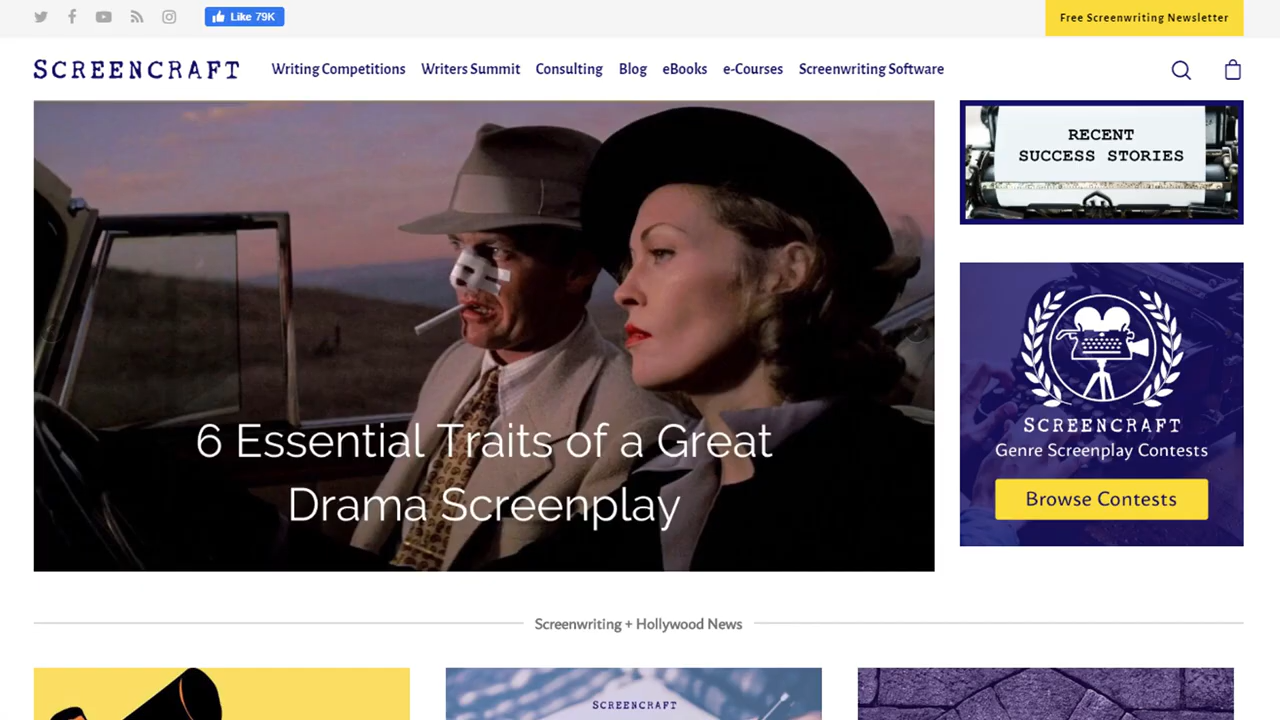 Like 79K
Free Screenwriting Newsletter
SCREENCRAFT
Writing Competitions Writers Summit Consulting Blog eBooks e-Courses Screenwriting Software
RECENT
SUCCESS STORIES
6 Essential Traits of a Great
Drama Screenplay
SCREENCRAFT
Genre Screenplay Contests
Browse Contests
Screenwriting + Hollywood News
SCREENCRAFT